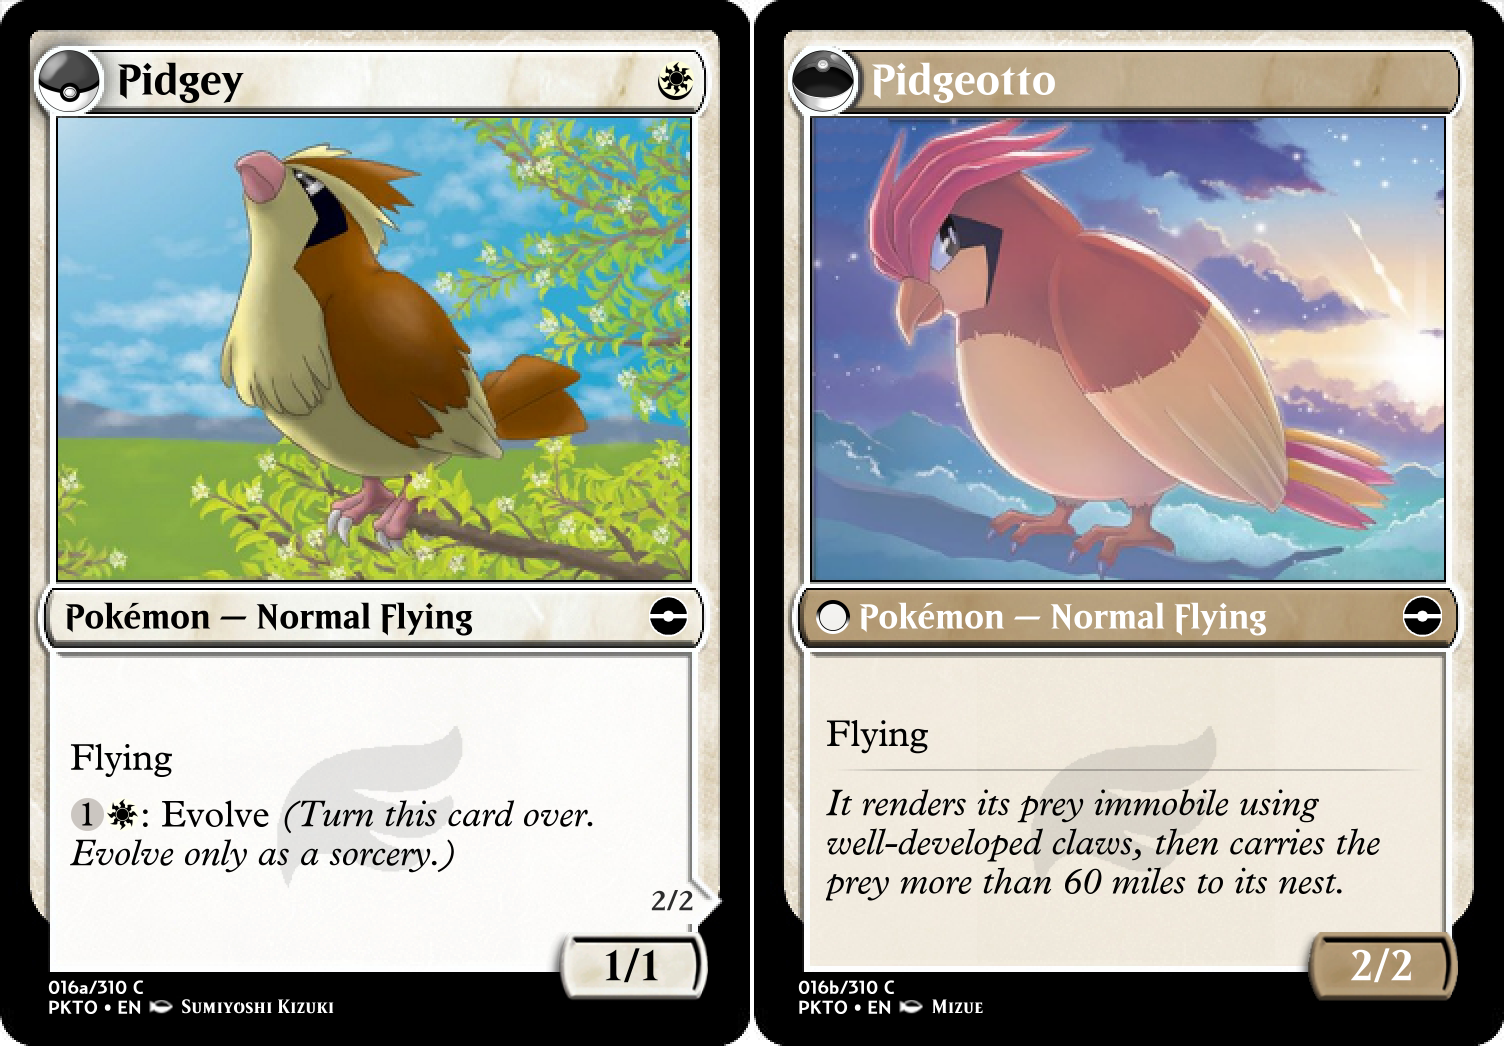 Pidgey
Pokémon — Normal Flying
Flying
1: Evolve (Turn this card over.
Evolve only as a sorcery.)
2/2
1/1
016a/310 C
PKTO • EN SUMIYOSHI KIZUKI
Pidgeotto
Pokémon — Normal Flying
Flying
It renders its prey immobile using
well-developed claws, then carries the
prey more than 60 miles to its nest.
2/2
016b/310 C
PKTO • EN MIZUE